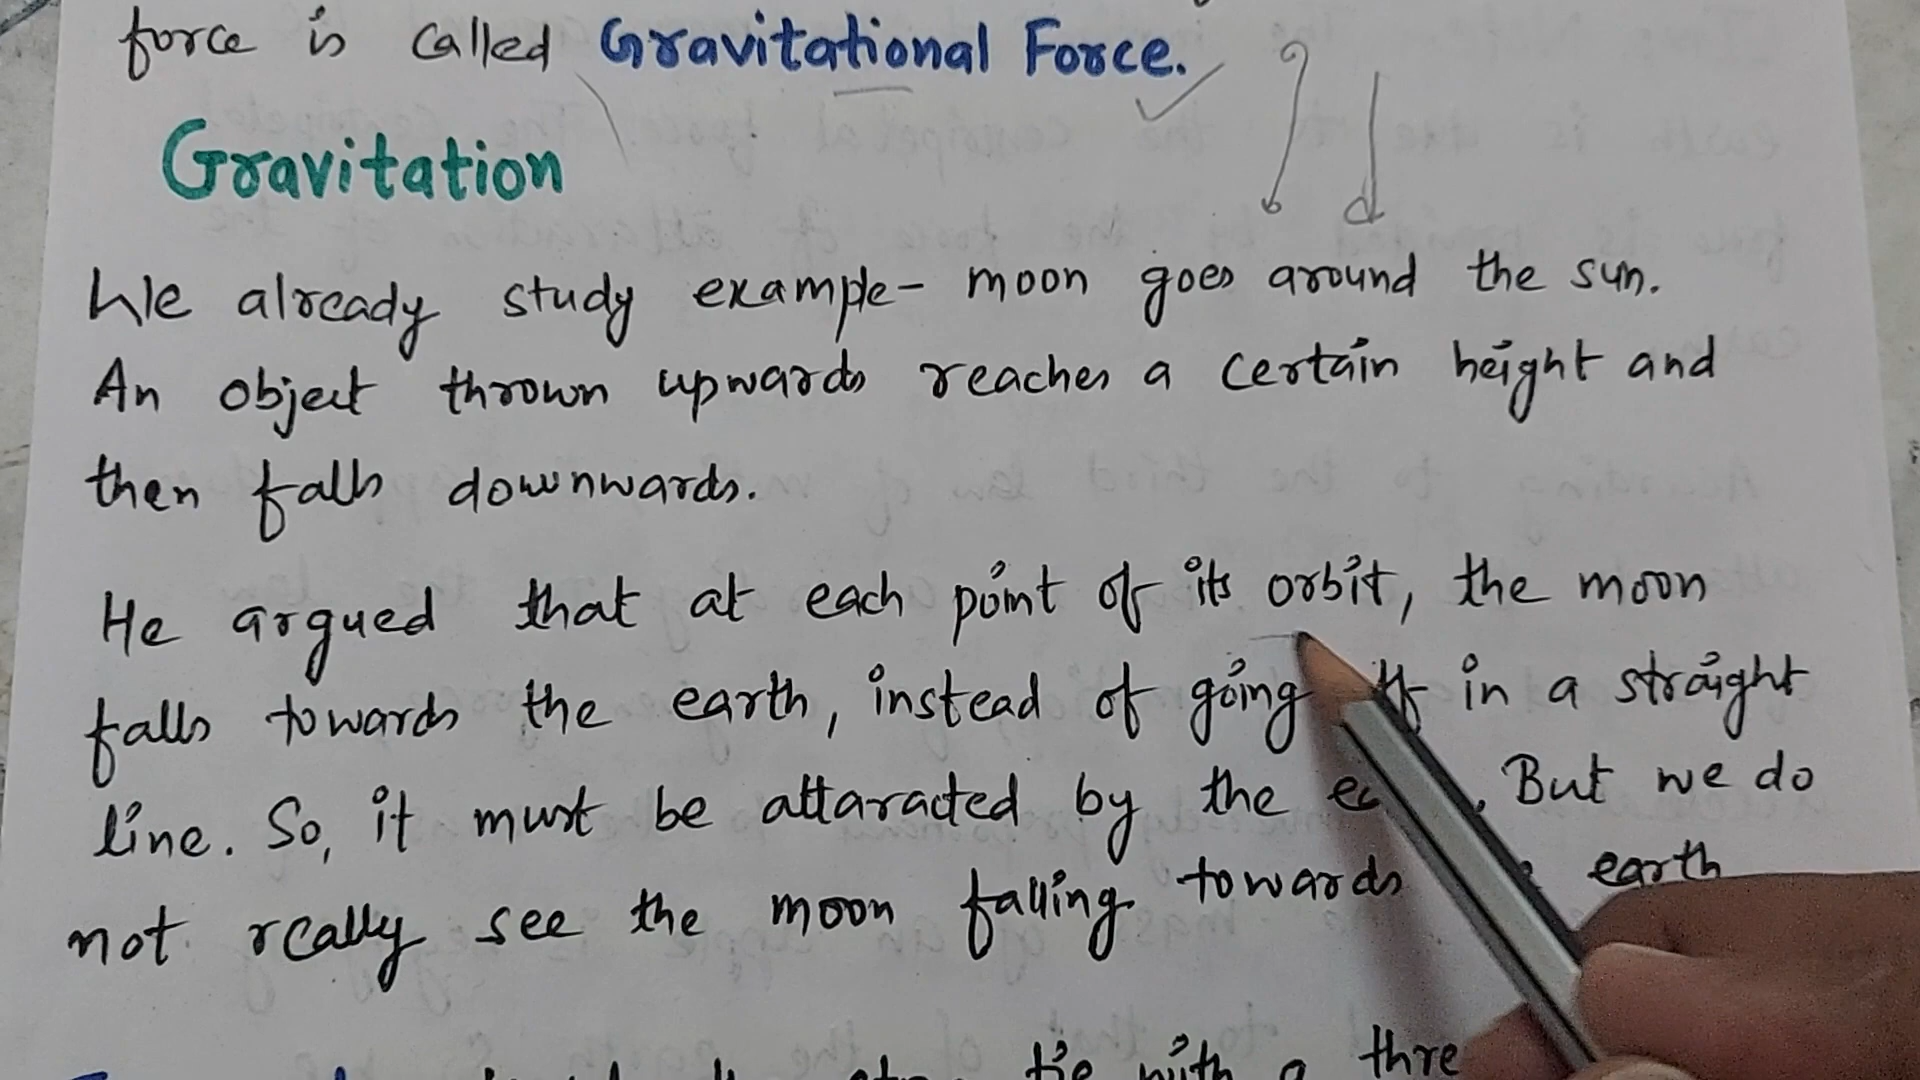 force is called Gravitational Force.
Gravitation
We already study example- moon goes around the sun.
An object thrown upwards reaches a certain height and
then falls downwards.
He argued that at each point of its orbit, the moon
falls towards the earth, instead of going in a straight
line. So, it must be attaracted by the But we do
not really see the moon falling towards earth
tie with a